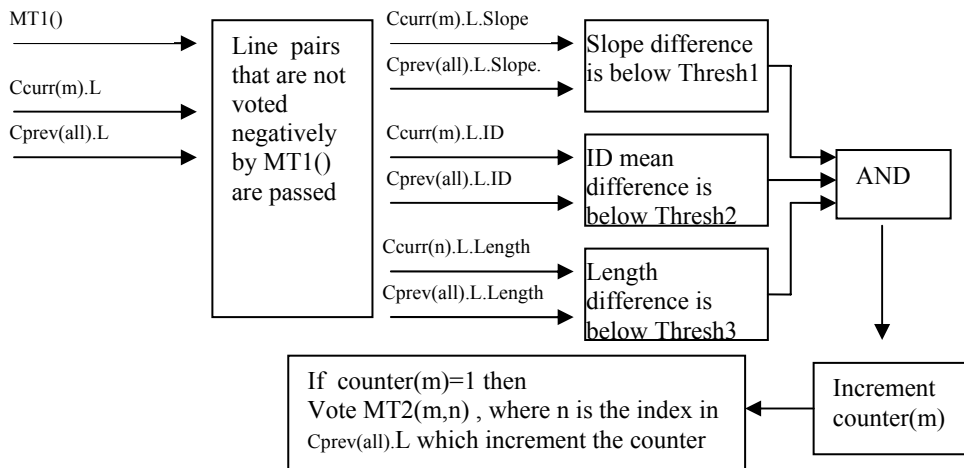 MT1()
Ccurr(m).L
Cprev(all).L
Line pairs
that are not
voted
negatively
by MT1()
are passed
Ccurr(m).L.Slope
Cprev(all).L.Slope.
Ccurr(m).L.ID
Cprev(all).L.ID
Ccurr(n).L.Length
Cprev(all).L.Length
Slope difference
is below Thresh1
ID mean
difference is
below Thresh2
Length
difference is
below Thresh3
AND
Increment
counter(m)
If counter(m)=1 then
Vote MT2(m,n) , where n is the index in
Cprev(all).L which increment the counter